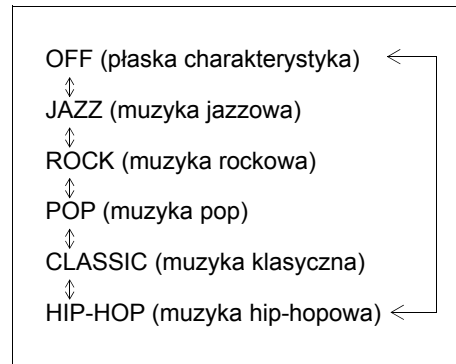 OFF (płaska charakterystyka)
JAZZ (muzyka jazzowa)
ROCK (muzyka rockowa)
POP (muzyka pop)
CLASSIC (muzyka klasyczna)
HIP-HOP (muzyka hip-hopowa)